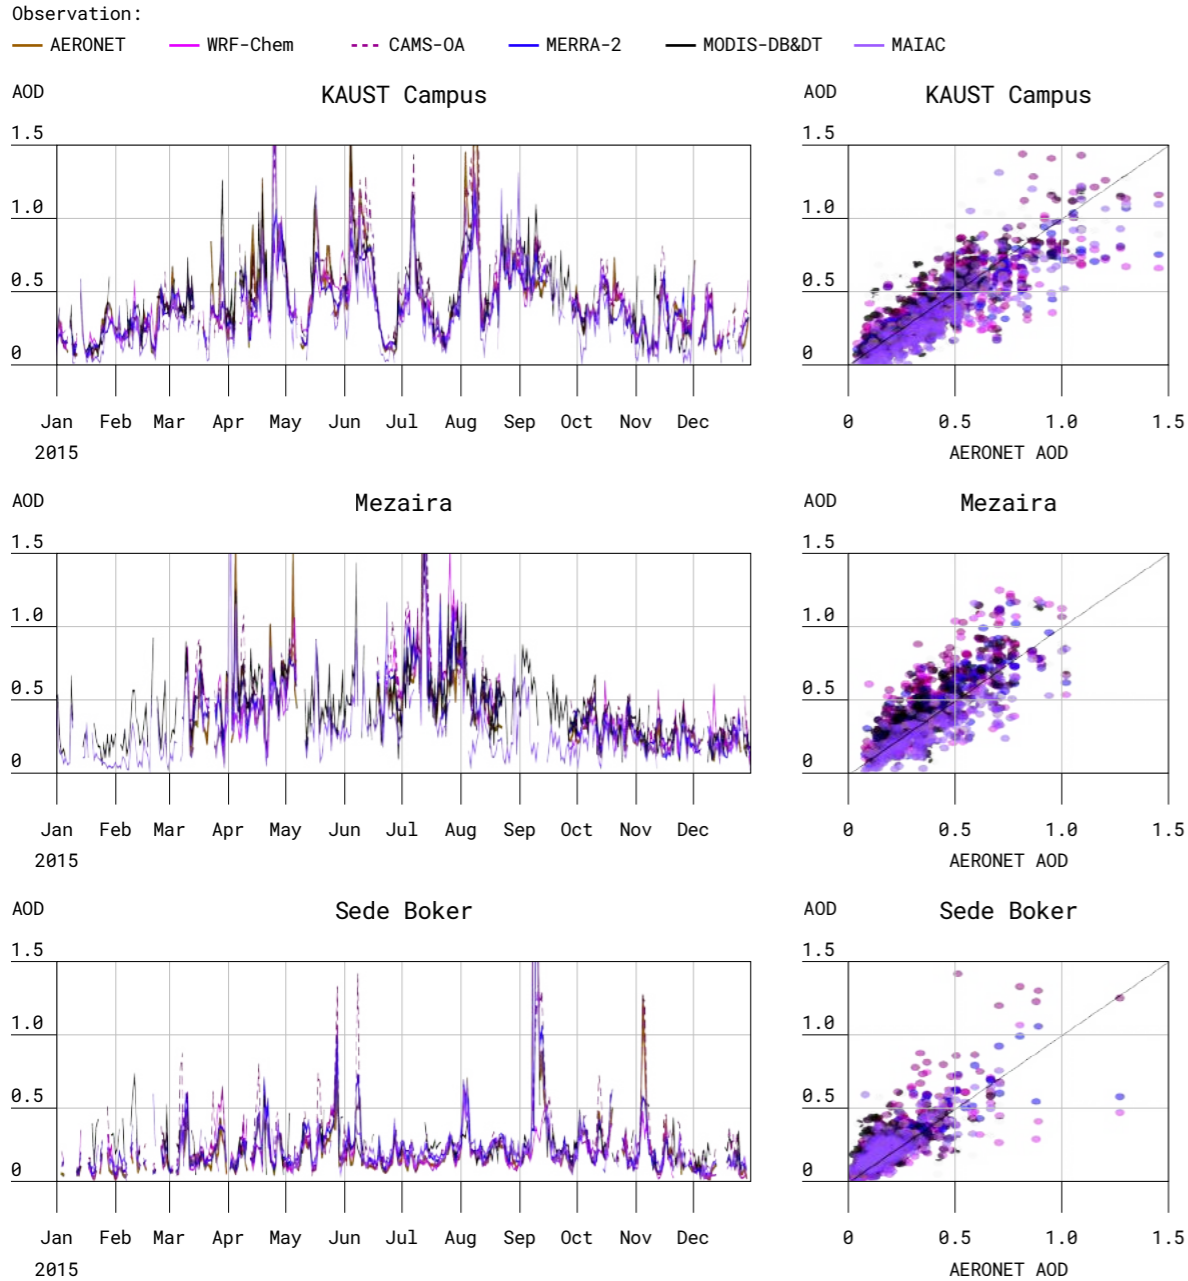 Observation:
AERONET WRF-Chem CAMS-OA MERRA-2 MODIS-DB&DT MAIAC
AOD KAUST Campus
1.5
1.0
0.5
0
Jan Feb Mar Apr May Jun Jul Aug Sep Oct Nov Dec
2015
AOD KAUST Campus
1.5
1.0
0.5
0
0 0.5 1.0 1.5
AERONET AOD
AOD Mezaira
1.5
1.0
0.5
0
Jan Feb Mar Apr May Jun Jul Aug Sep Oct Nov Dec
2015
AOD Mezaira
1.5
1.0
0.5
0
0 0.5 1.0 1.5
AERONET AOD
AOD Sede Boker
1.5
1.0
0.5
0
Jan Feb Mar Apr May Jun Jul Aug Sep Oct Nov Dec
2015
AOD Sede Boker
1.5
1.0
0.5
0
0 0.5 1.0 1.5
AERONET AOD